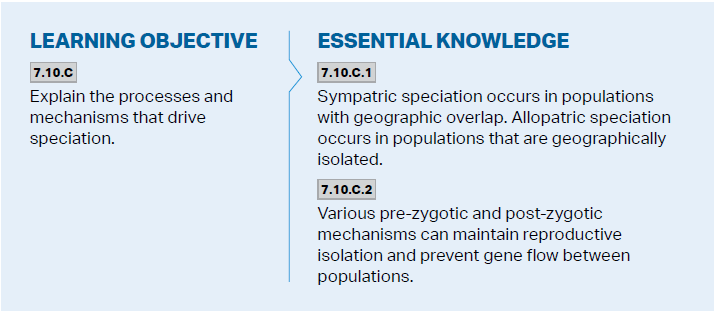 LEARNING OBJECTIVE
7.10.C
Explain the processes and
mechanisms that drive
speciation.
ESSENTIAL KNOWLEDGE
7.10.C.1
Sympatric speciation occurs in populations
with geographic overlap. Allopatric speciation
occurs in populations that are geographically
isolated.
7.10.C.2
Various pre-zygotic and post-zygotic
mechanisms can maintain reproductive
isolation and prevent gene flow between
populations.